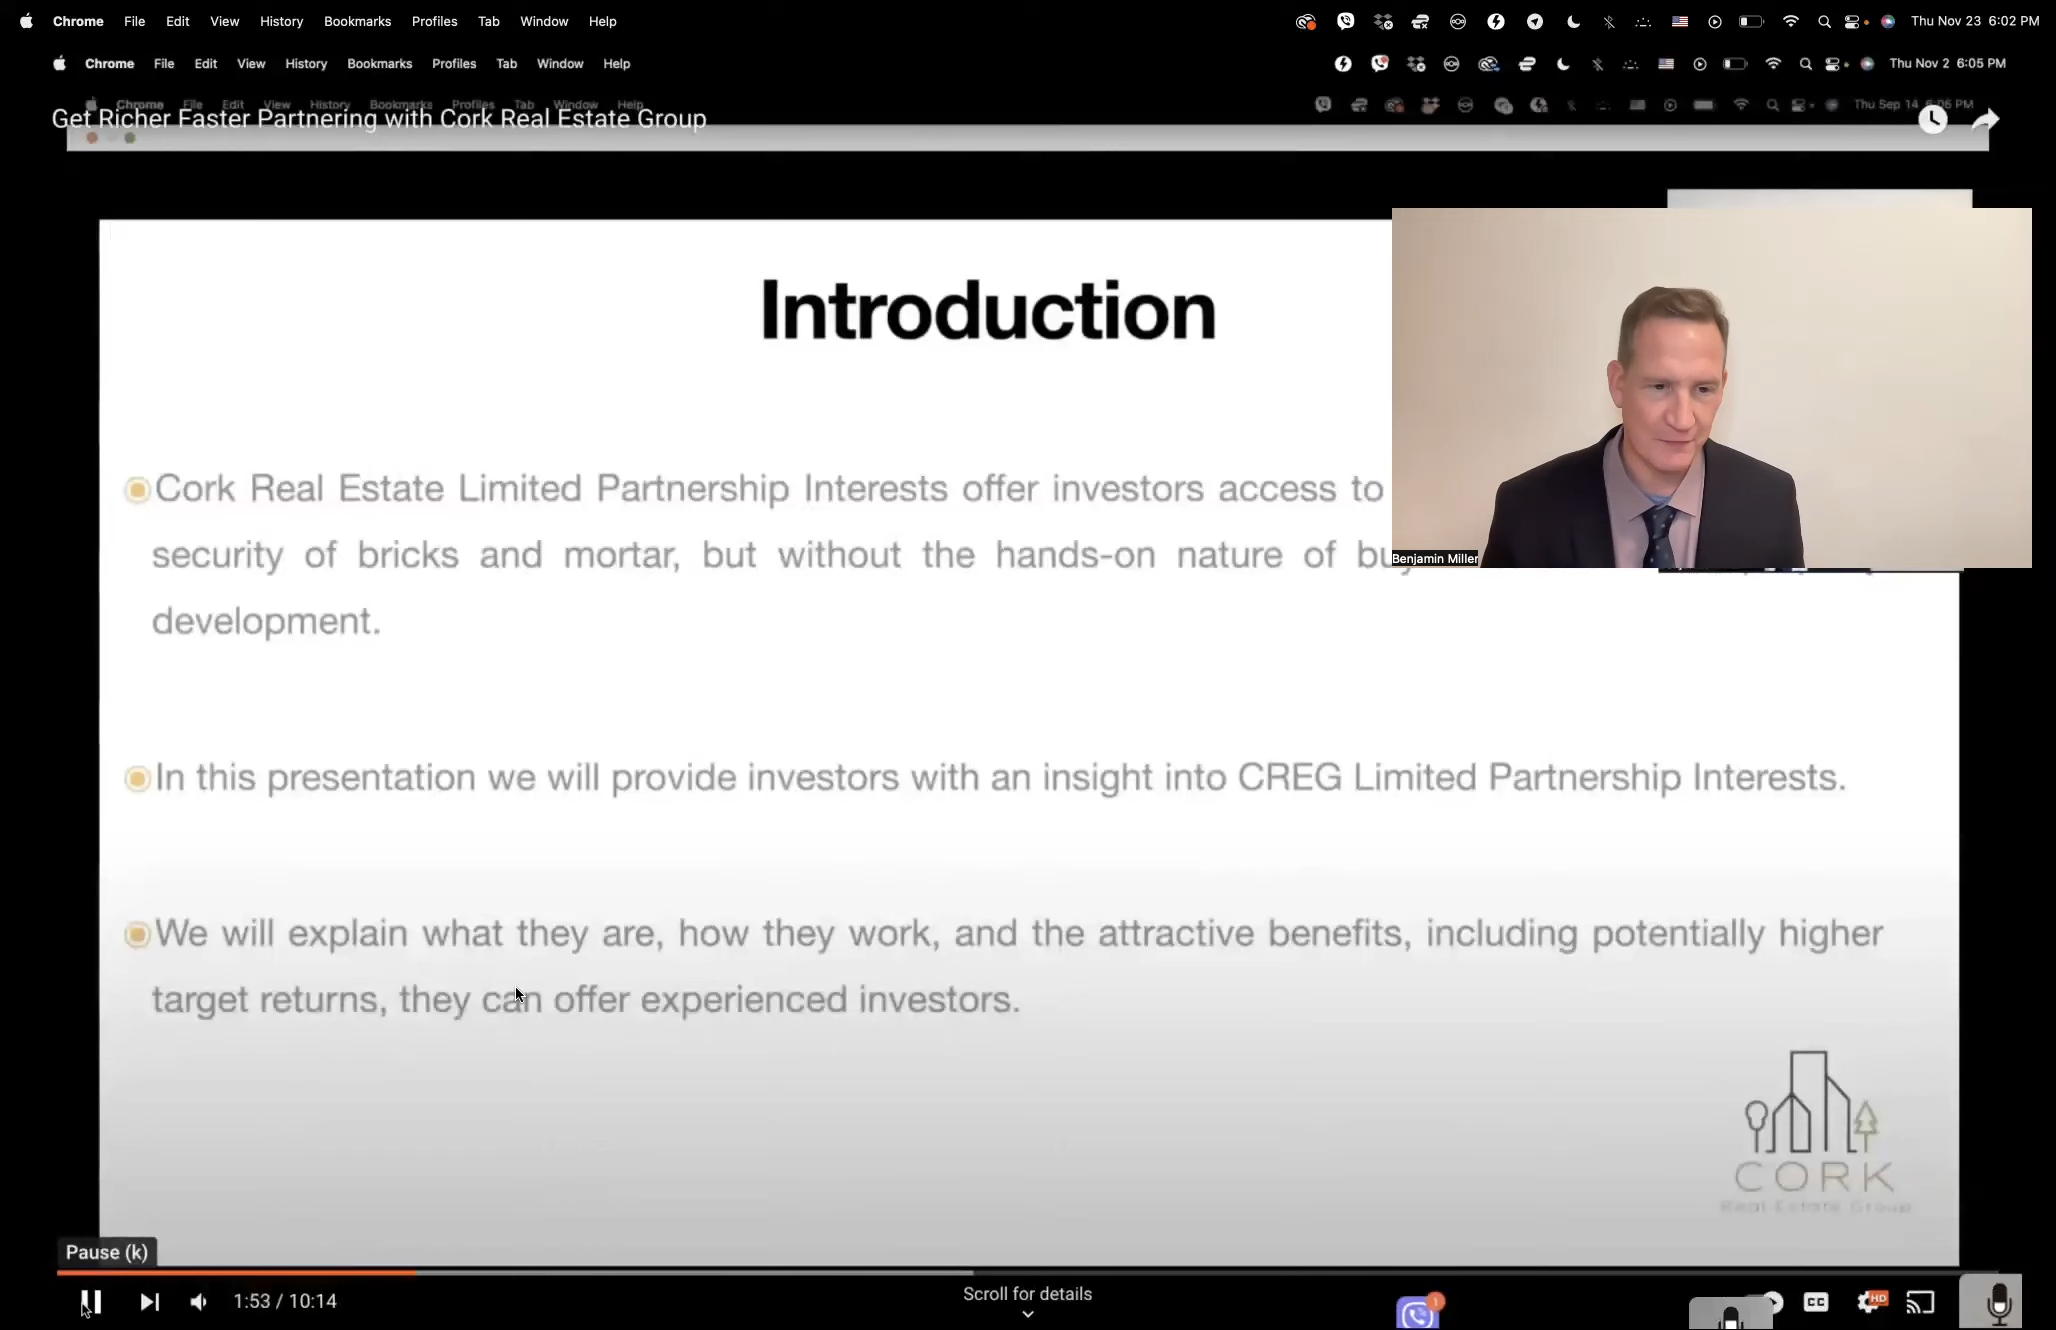 Chrome File Edit View History Bookmarks Profiles Tab Window Help Thu Nov 23 6:02 PM
Chrome File Edit View History Bookmarks Profiles Tab Window Help Thu Nov 2 6:05 PM
Chrome File Edit View History Bookmarks Profiles Tab Window Help Thu Sep 14
Get Richer Faster Partnering with Cork Real Estate Group
Introduction
Cork Real Estate Limited Partnership Interests offer investors access to
security of bricks and mortar, but without the hands-on nature of
development.
Benjamin Miller
In this presentation we will provide investors with an insight into CREG Limited Partnership Interests.
We will explain what they are, how they work, and the attractive benefits, including potentially higher
target returns, they can offer experienced investors.
CORK
Real Estate Group
Pause (k)
1:53 / 10:14
Scroll for details
1
CC
HD